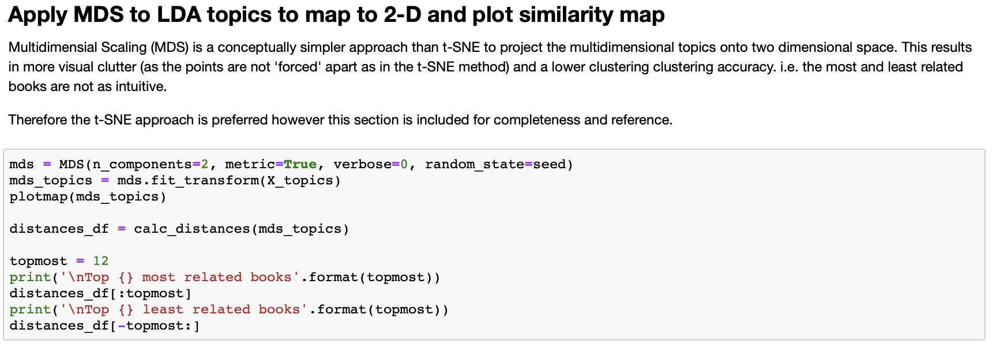 Apply MDS to LDA topics to map to 2-D and plot similarity map
Multidimensial Scaling (MDS) is a conceptually simpler approach than t-SNE to project the multidimensional topics onto two dimensional space. This results
in more visual clutter (as the points are not 'forced' apart as in the t-SNE method) and a lower clustering clustering accuracy. i.e. the most and least related
books are not as intuitive.
Therefore the t-SNE approach is preferred however this section is included for completeness and reference.
mds = MDS(n_components=2, metric=True, verbose=0, random_state=seed)
mds_topics = mds.fit_transform(X_topics)
plotmap(mds_topics)
distances_df = calc_distances(mds_topics)
topmost = 12
print('\nTop {} most related books'.format(topmost))
distances_df[:topmost]
print('\nTop {} least related books'.format(topmost))
distances_df[-topmost:]